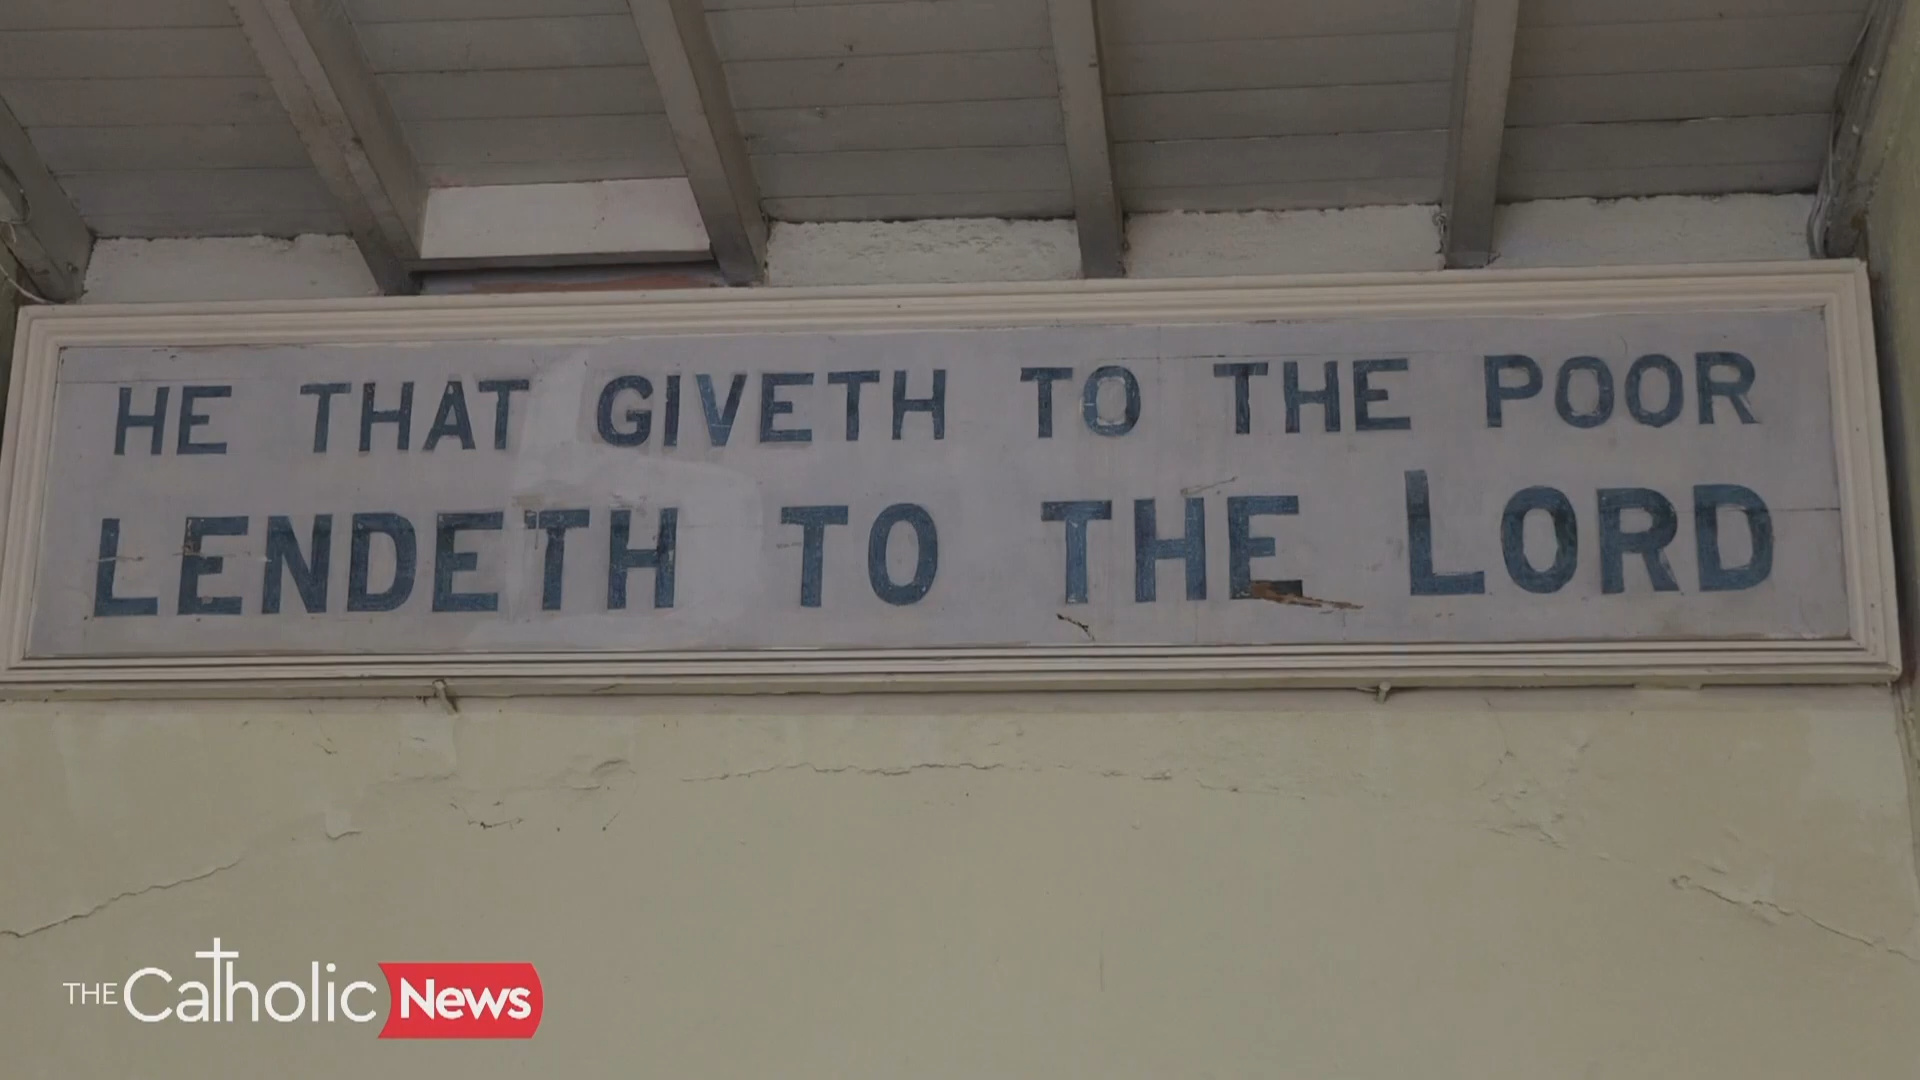 HE THAT GIVETH TO THE POOR
LENDETH TO THE LORD
THE Catholic News